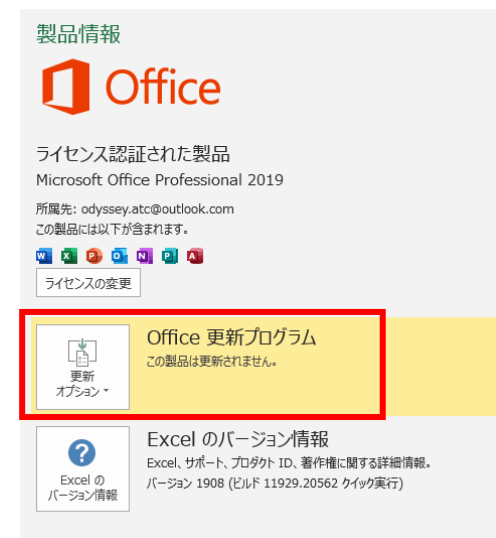 製品情報
Office
ライセンス認証された製品
Microsoft Office Professional 2019
所属先: odyssey.atc@outlook.com
この製品には以下が含まれます。
ライセンスの変更
更新
オプション
Office 更新プログラム
この製品は更新されません。
Excel の
バージョン情報
Excel のバージョン情報
Excel、サポート、プロダクト ID、著作権に関する詳細情報。
バージョン 1908 (ビルド 11929.20562 クイック実行)